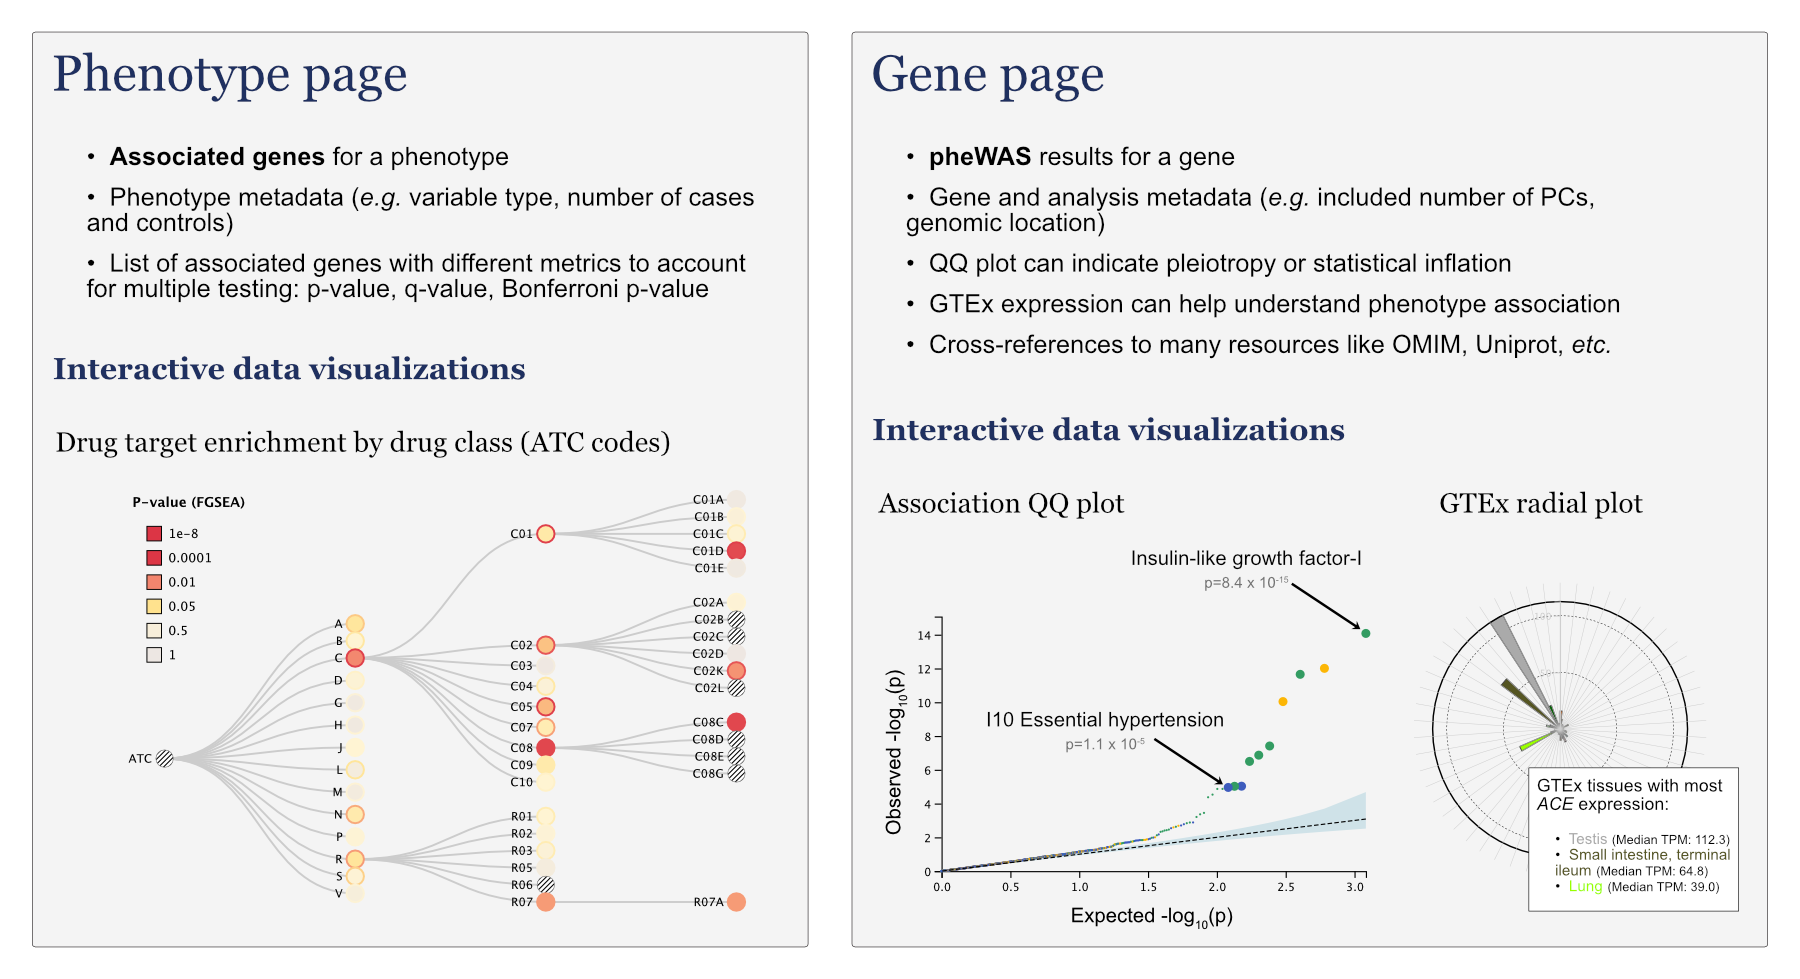 Phenotype page
• Associated genes for a phenotype
• Phenotype metadata (e.g. variable type, number of cases
and controls)
• List of associated genes with different metrics to account
for multiple testing: p-value, q-value, Bonferroni p-value
Interactive data visualizations
Drug target enrichment by drug class (ATC codes)
P-value (FGSEA)
1e-8
0.0001
0.01
0.05
0.5
1
ATC
A
B
C
D
G
H
J
L
M
N
P
R
S
V
C01
C02
C03
C04
C05
C07
C08
C09
C10
R01
R02
R03
R05
R06
R07
C01A
C01B
C01C
C01D
C01E
C02A
C02B
C02C
C02D
C02K
C02L
C08C
C08D
C08E
C08G
R07A
Gene page
• pheWAS results for a gene
• Gene and analysis metadata (e.g. included number of PCs,
genomic location)
• QQ plot can indicate pleiotropy or statistical inflation
• GTEx expression can help understand phenotype association
• Cross-references to many resources like OMIM, Uniprot, etc.
Interactive data visualizations
Association QQ plot
Insulin-like growth factor-I
p=8.4 x 10-15
I10 Essential hypertension
p=1.1 x 10-5
Observed -log10(p)
14
12
10
8
6
4
2
0
0.0
0.5
1.0
1.5
2.0
2.5
3.0
Expected -log10(p)
GTEx radial plot
GTEx tissues with most
ACE expression:
• Testis (Median TPM: 112.3)
• Small intestine, terminal
ileum (Median TPM: 64.8)
• Lung (Median TPM: 39.0)